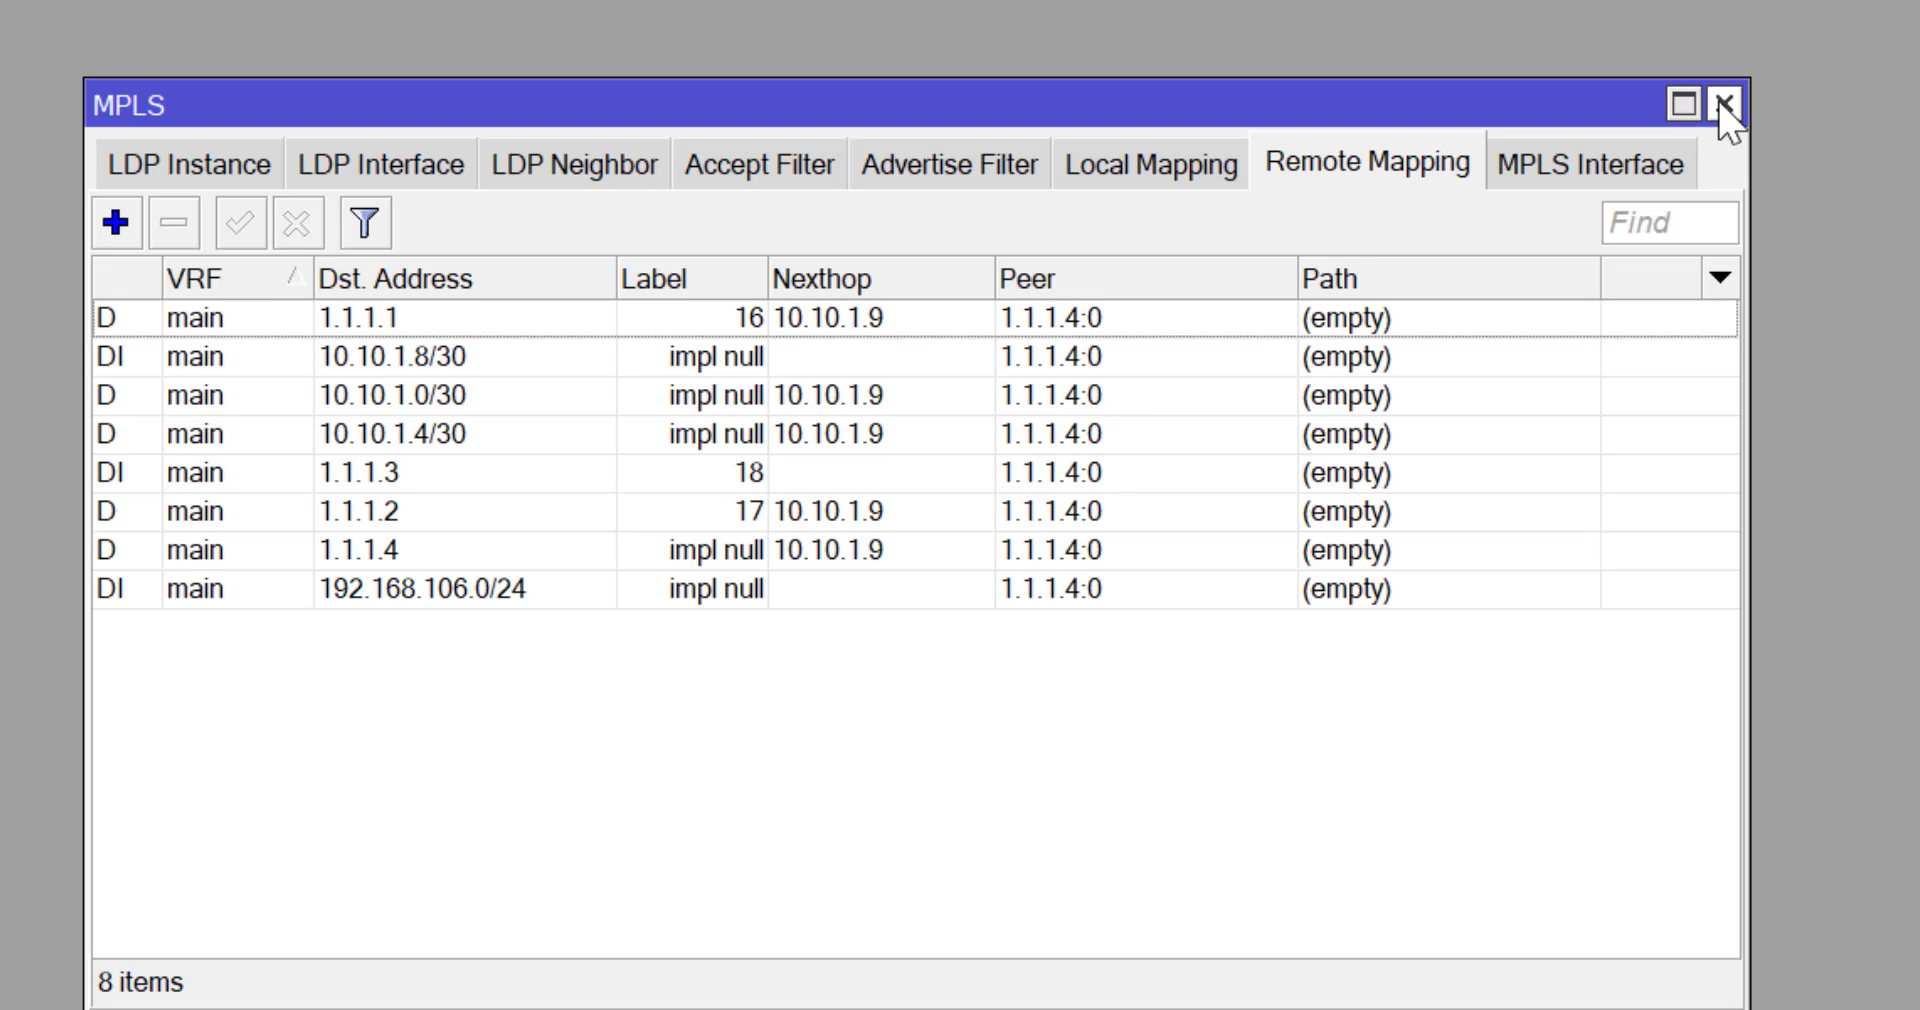 MPLS
LDP Instance LDP Interface LDP Neighbor Accept Filter Advertise Filter Local Mapping Remote Mapping MPLS Interface
Find
VRF Dst. Address Label Nexthop Peer Path
D main 1.1.1.1 16 10.10.1.9 1.1.1.4:0 (empty)
DI main 10.10.1.8/30 impl null 1.1.1.4:0 (empty)
D main 10.10.1.0/30 impl null 10.10.1.9 1.1.1.4:0 (empty)
D main 10.10.1.4/30 impl null 10.10.1.9 1.1.1.4:0 (empty)
DI main 1.1.1.3 18 1.1.1.4:0 (empty)
D main 1.1.1.2 17 10.10.1.9 1.1.1.4:0 (empty)
D main 1.1.1.4 impl null 10.10.1.9 1.1.1.4:0 (empty)
DI main 192.168.106.0/24 impl null 1.1.1.4:0 (empty)
8 items